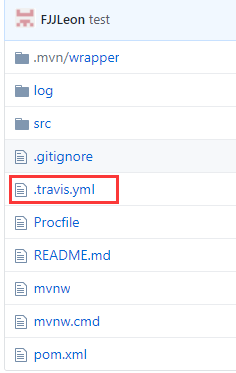 FJJLeon test
.mvn/wrapper
log
src
.gitignore
.travis.yml
Procfile
README.md
mvnw
mvnw.cmd
pom.xml